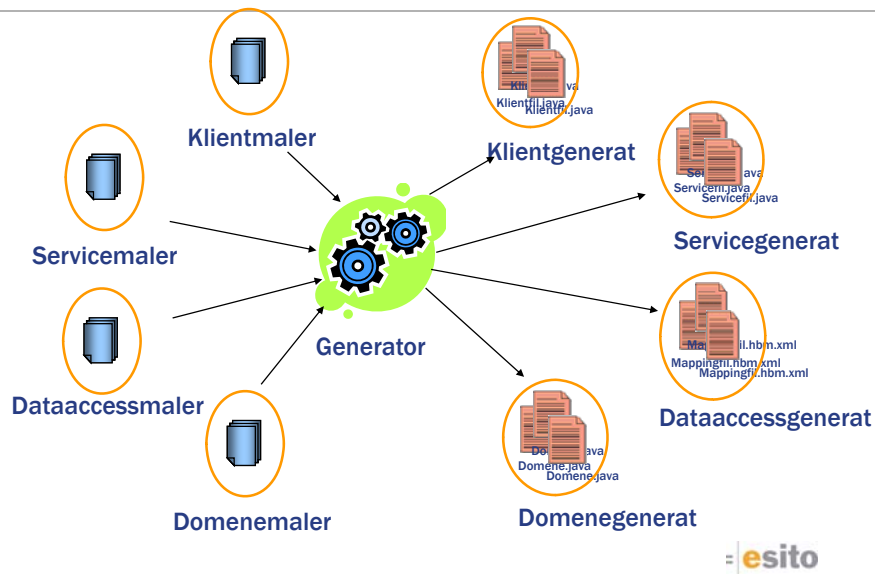 Klientmaler
Klientfil.java
Klientfil.java
Klientgenerat
Servicefil.java
Servicefil.java
Servicegenerat
Servicemaler
Generator
Mappingfil.hbm.xml
Mappingfil.hbm.xml
Dataaccessmaler
Dataaccessgenerat
Domene.java
Domene.java
Domenemaler
Domenegenerat
esito